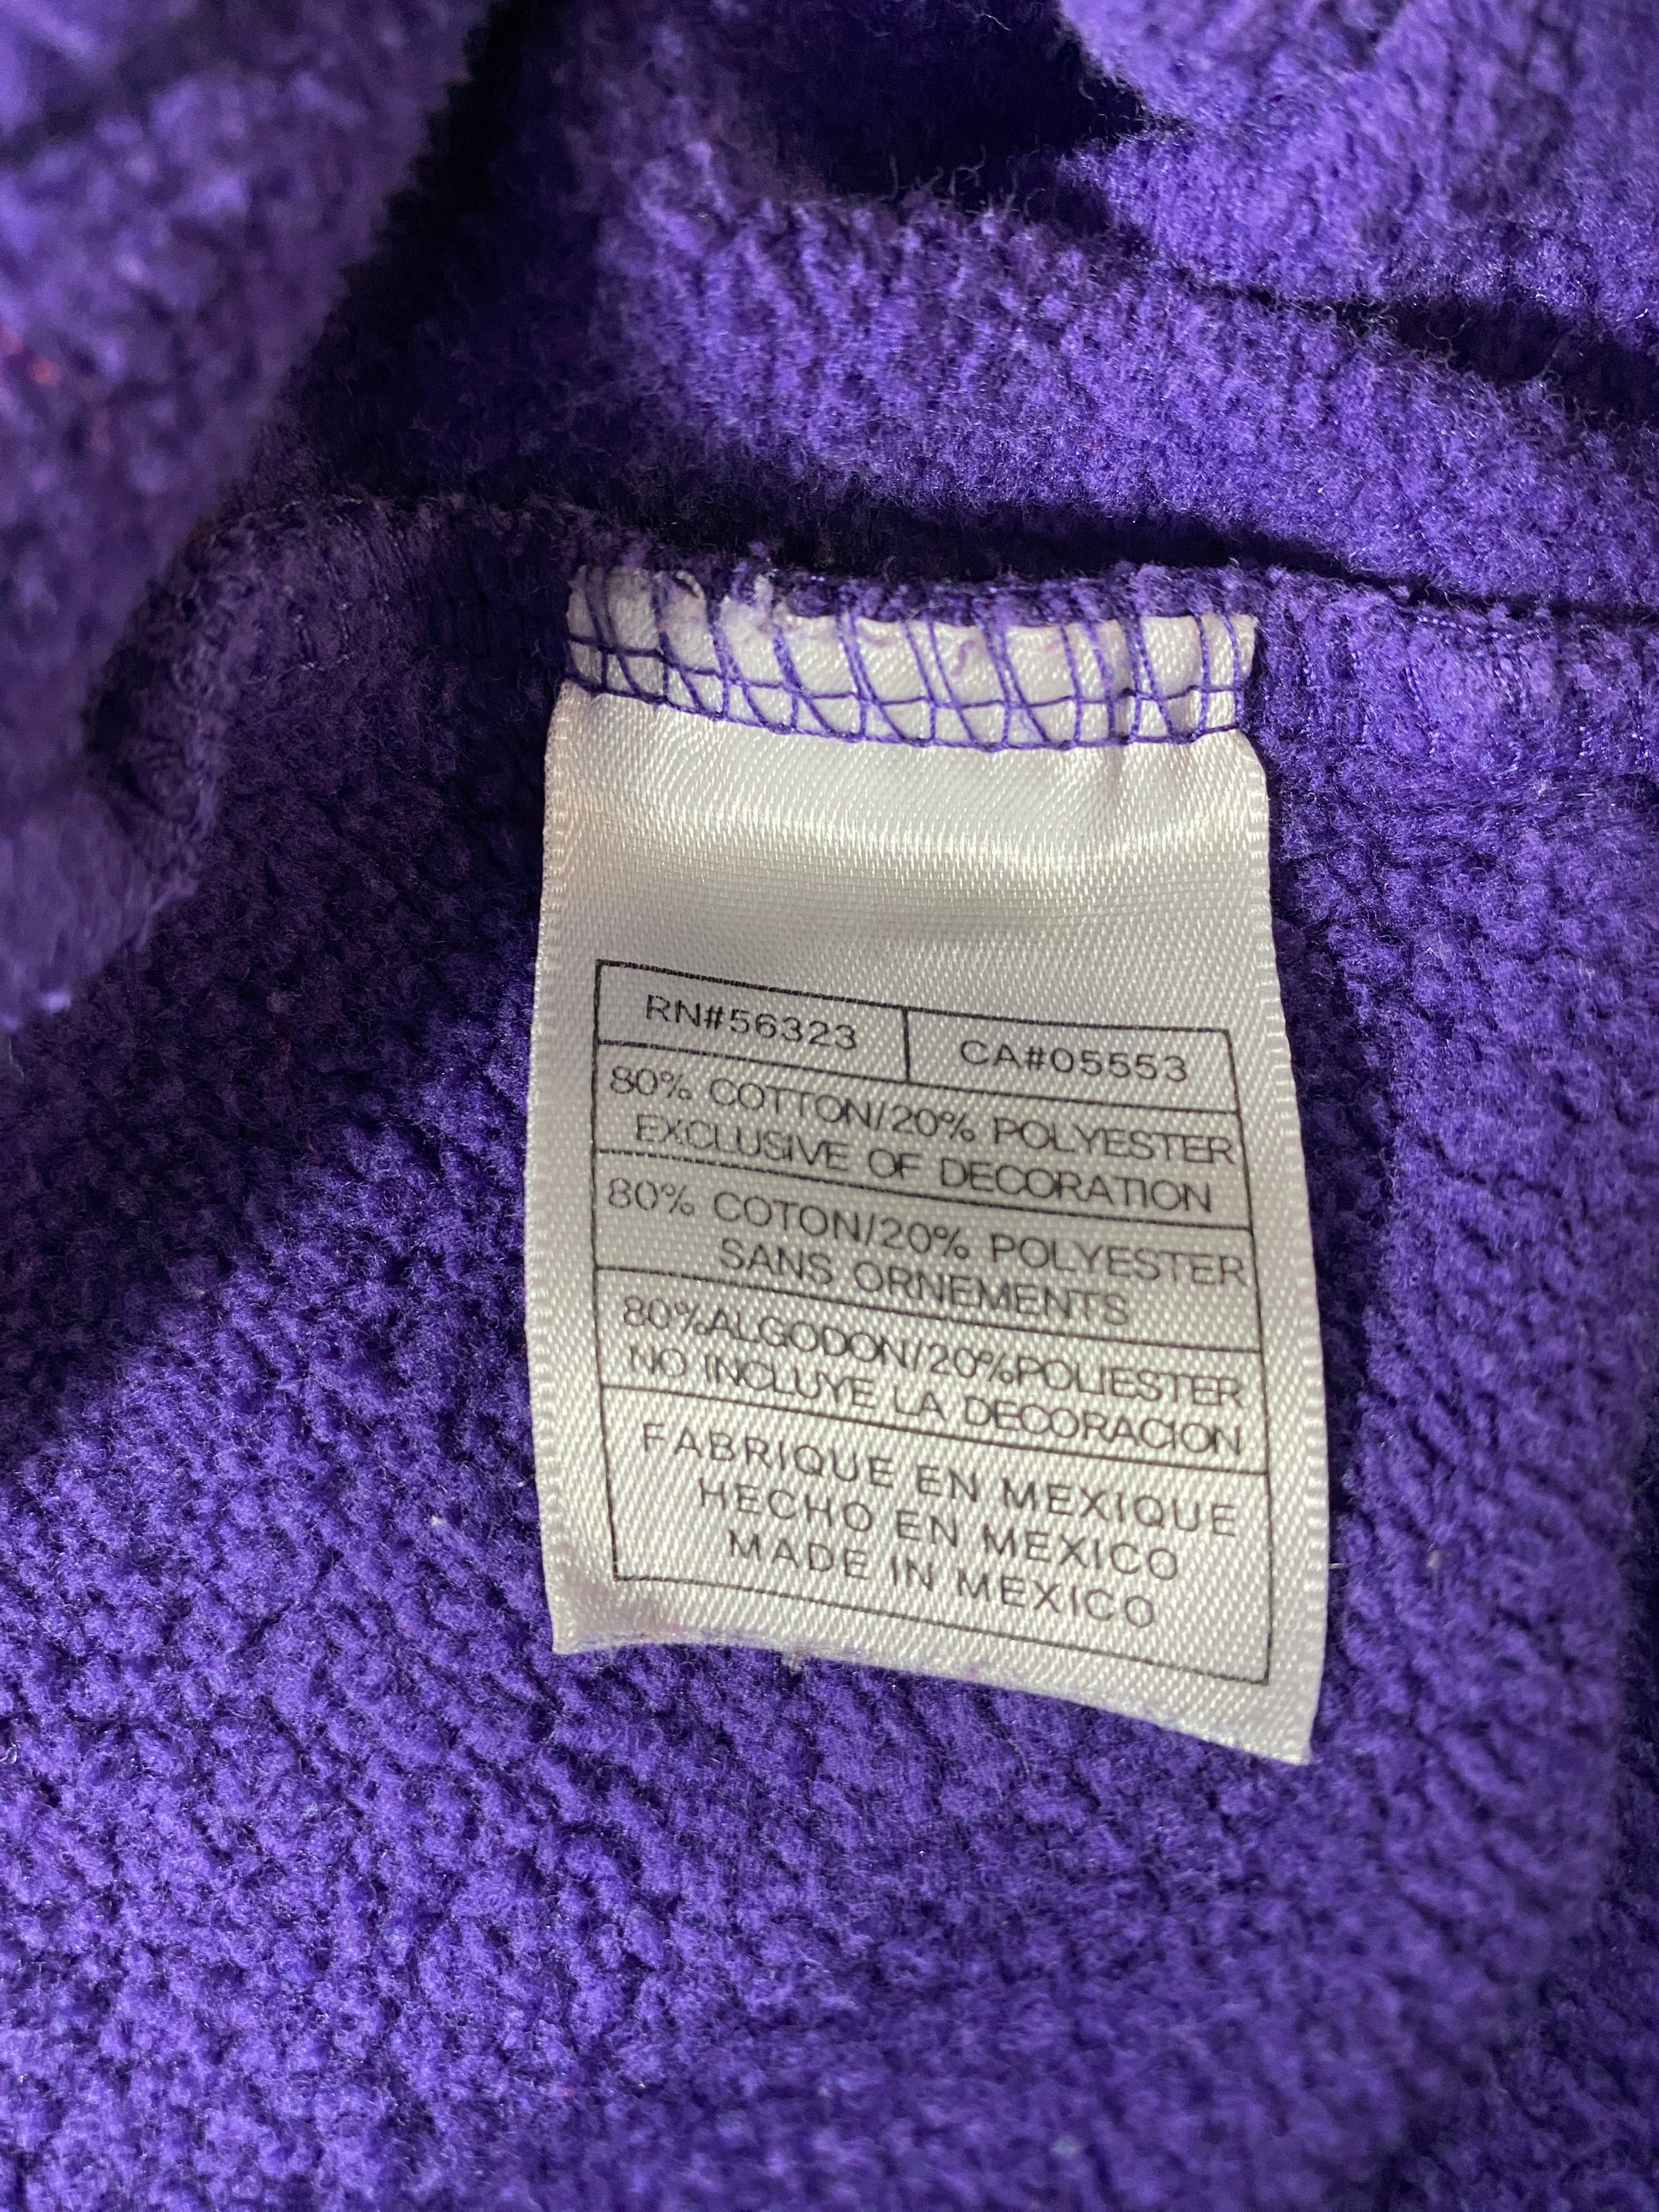 RN#56323 CA#05553
80% COTTON/20% POLYESTER
EXCLUSIVE OF DECORATION
80% COTON/20% POLYESTER
SANS ORNEMENTS
80%ALGODON/20%POLIESTER
NO INCLUYE LA DECORACION
FABRIQUE EN MEXIQUE
HECHO EN MEXICO
MADE IN MEXICO